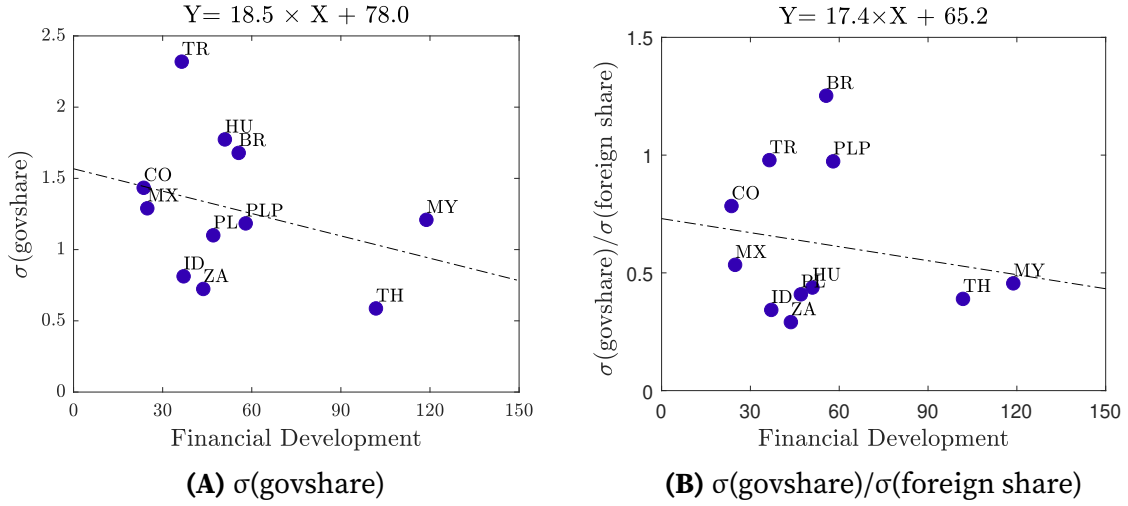 Y= 18.5 × X + 78.0
2.5
2
1.5
1
0.5
0
σ(govshare)
TR
HU
BR
CO
MX
PLP
PL
MY
ID
ZA
TH
0 30 60 90 120 150
Financial Development
(A) σ(govshare)
Y= 17.4×X + 65.2
1.5
1
0.5
0
σ(govshare)/σ(foreign share)
BR
TR
PLP
CO
MX
HU
PL
MY
TH
ID
ZA
0 30 60 90 120 150
Financial Development
(B) σ(govshare)/σ(foreign share)